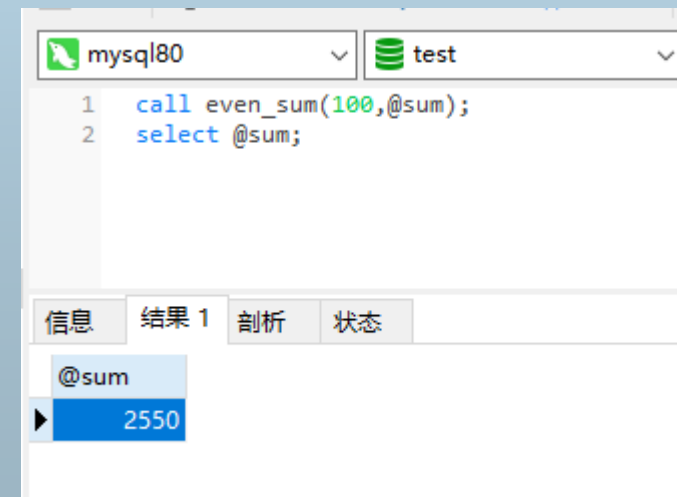 mysql80 test
1 call even_sum(100,@sum);
2 select @sum;
信息 结果 1 剖析 状态
@sum
2550